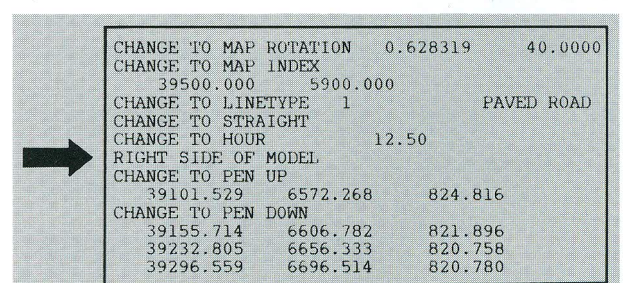 CHANGE TO MAP ROTATION 0.628319 40.0000
CHANGE TO MAP INDEX
39500.000 5900.000
CHANGE TO LINETYPE 1 PAVED ROAD
CHANGE TO STRAIGHT
CHANGE TO HOUR 12.50
RIGHT SIDE OF MODEL
CHANGE TO PEN UP
39101.529 6572.268 824.816
CHANGE TO PEN DOWN
39155.714 6606.782 821.896
39232.805 6656.333 820.758
39296.559 6696.514 820.780